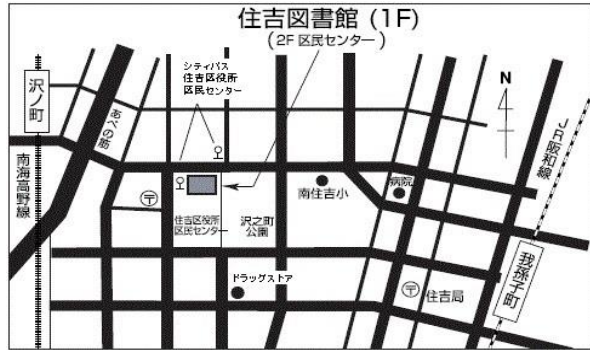 住吉図書館 (1F)
(2F 区民センター)
シティバス
住吉区役所
区民センター
沢ノ町
あべの筋
南海高野線
N
JR阪和線
〒
住吉区役所
区民センター
沢之町
公園
南住吉小
病院
我孫子町
ドラッグストア
〒
住吉局